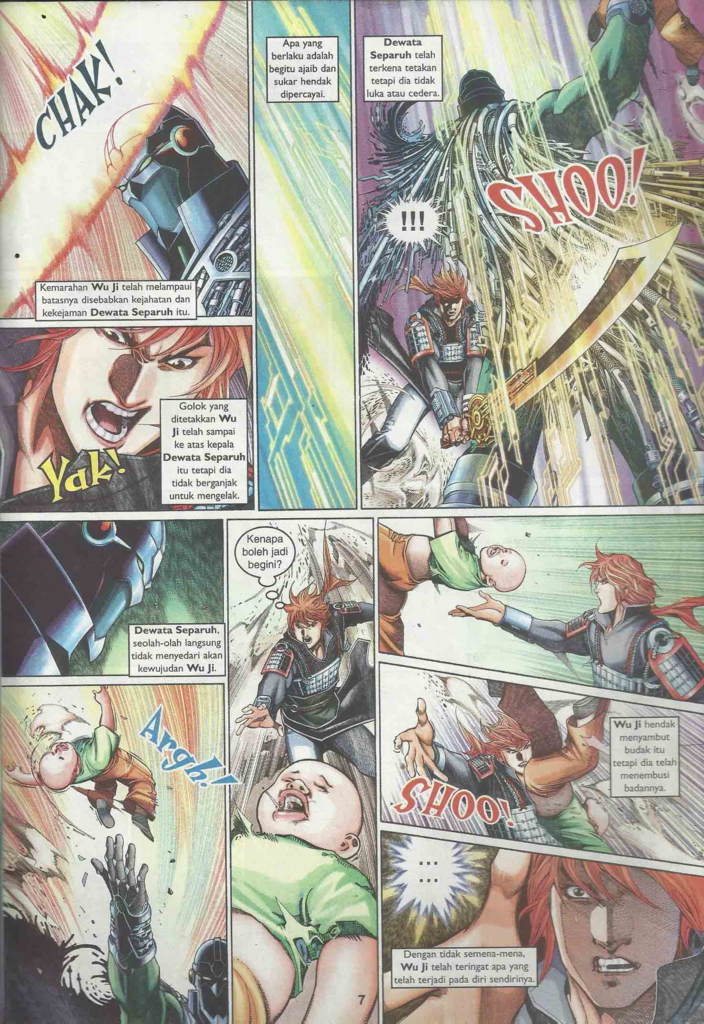 CHAK!
Kemarahan Wu Ji telah melampaui
batasnya disebabkan kejahatan dan
kekejaman Dewata Separuh itu.
Apa yang
berlaku adalah
begitu ajaib dan
sukar hendak
dipercayai.
Dewata
Separuh telah
terkena tetakan
tetapi dia tidak
luka atau cedera.
!!!
SHOO!
Yak!
Golok yang
ditetakkan Wu
Ji telah sampai
ke atas kepala
Dewata Separuh
itu tetapi dia
tidak berganjak
untuk mengelak.
Dewata Separuh,
seolah-olah langsung
tidak menyedari akan
kewujudan Wu Ji.
Kenapa
boleh jadi
begini?
Argh!
Wu Ji hendak
menyambut
budak itu
tetapi dia telah
menembusi
badannya.
SHOO!
...
...
Dengan tidak semena-mena,
Wu Ji telah teringat apa yang
telah terjadi pada diri sendirinya.
7